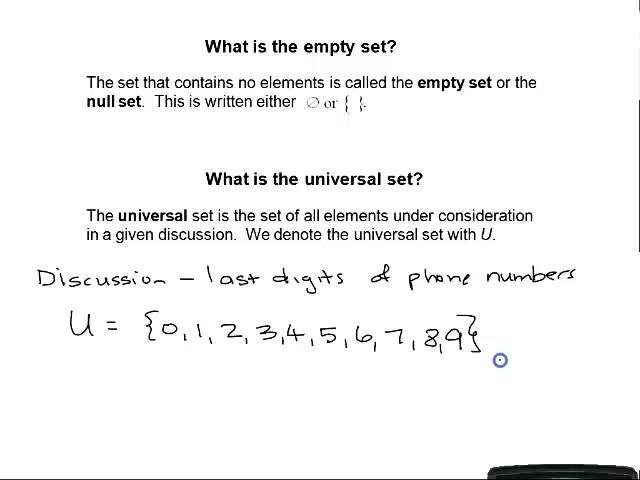 What is the empty set?
The set that contains no elements is called the empty set or the
null set. This is written either ∅ or { }.
What is the universal set?
The universal set is the set of all elements under consideration
in a given discussion. We denote the universal set with U.
Discussion – last digits of phone numbers
U = {0, 1, 2, 3, 4, 5, 6, 7, 8, 9}